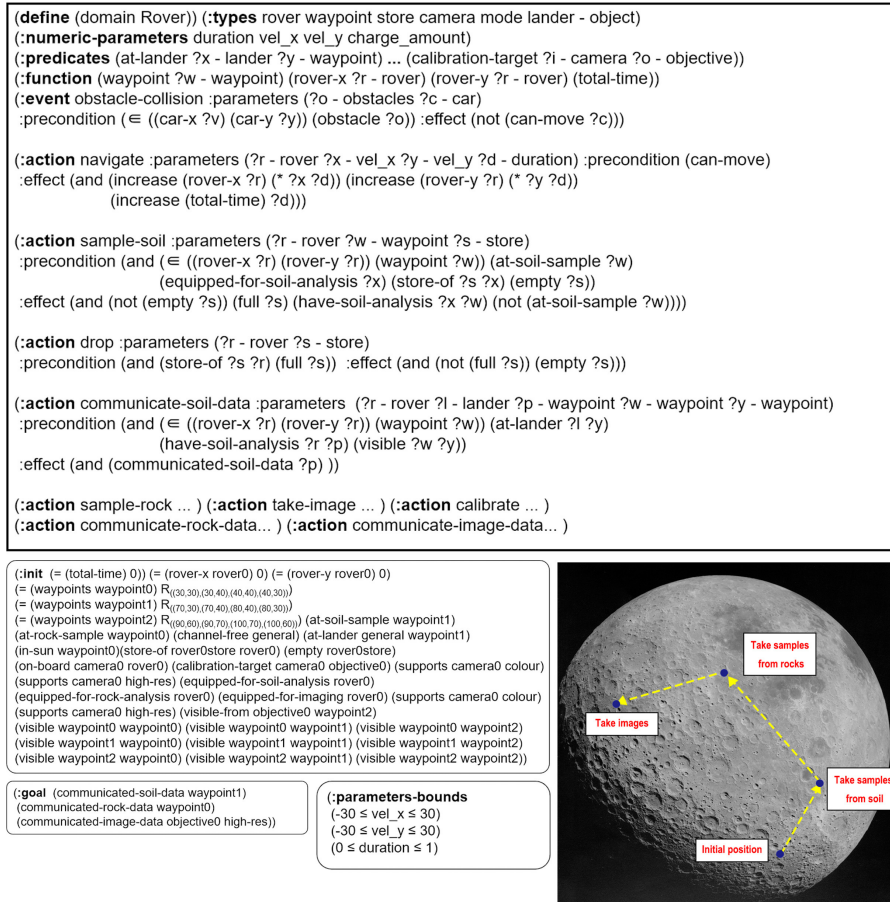 (define (domain Rover)) (:types rover waypoint store camera mode lander - object)
(:numeric-parameters duration vel_x vel_y charge_amount)
(:predicates (at-lander ?x - lander ?y - waypoint) ... (calibration-target ?i - camera ?o - objective))
(:function (waypoint ?w - waypoint) (rover-x ?r - rover) (rover-y ?r - rover) (total-time))
(:event obstacle-collision :parameters (?o - obstacles ?c - car)
:precondition (∈ ((car-x ?v) (car-y ?y)) (obstacle ?o)) :effect (not (can-move ?c)))
(:action navigate :parameters (?r - rover ?x - vel_x ?y - vel_y ?d - duration) :precondition (can-move)
:effect (and (increase (rover-x ?r) (* ?x ?d)) (increase (rover-y ?r) (* ?y ?d))
(increase (total-time) ?d)))
(:action sample-soil :parameters (?r - rover ?w - waypoint ?s - store)
:precondition (and (∈ ((rover-x ?r) (rover-y ?r)) (waypoint ?w)) (at-soil-sample ?w)
(equipped-for-soil-analysis ?x) (store-of ?s ?x) (empty ?s))
:effect (and (not (empty ?s)) (full ?s) (have-soil-analysis ?x ?w) (not (at-soil-sample ?w))))
(:action drop :parameters (?r - rover ?s - store)
:precondition (and (store-of ?s ?r) (full ?s)) :effect (and (not (full ?s)) (empty ?s)))
(:action communicate-soil-data :parameters (?r - rover ?l - lander ?p - waypoint ?w - waypoint ?y - waypoint)
:precondition (and (∈ ((rover-x ?r) (rover-y ?r)) (waypoint ?w)) (at-lander ?l ?y)
(have-soil-analysis ?r ?p) (visible ?w ?y))
:effect (and (communicated-soil-data ?p) ))
(:action sample-rock ... ) (:action take-image ... ) (:action calibrate ... )
(:action communicate-rock-data... ) (:action communicate-image-data... )
(:init (= (total-time) 0)) (= (rover-x rover0) 0) (= (rover-y rover0) 0)
(= (waypoints waypoint0) R((30,30),(30,40),(40,40),(40,30)))
(= (waypoints waypoint1) R((70,30),(70,40),(80,40),(80,30)))
(= (waypoints waypoint2) R((90,60),(90,70),(100,70),(100,60))) (at-soil-sample waypoint1)
(at-rock-sample waypoint0) (channel-free general) (at-lander general waypoint1)
(in-sun waypoint0)(store-of rover0store rover0) (empty rover0store)
(on-board camera0 rover0) (calibration-target camera0 objective0) (supports camera0 colour)
(supports camera0 high-res) (equipped-for-soil-analysis rover0)
(equipped-for-rock-analysis rover0) (equipped-for-imaging rover0) (supports camera0 colour)
(supports camera0 high-res) (visible-from objective0 waypoint2)
(visible waypoint0 waypoint0) (visible waypoint0 waypoint1) (visible waypoint0 waypoint2)
(visible waypoint1 waypoint0) (visible waypoint1 waypoint1) (visible waypoint1 waypoint2)
(visible waypoint2 waypoint0) (visible waypoint2 waypoint1) (visible waypoint2 waypoint2))
(:goal (communicated-soil-data waypoint1)
(communicated-rock-data waypoint0)
(communicated-image-data objective0 high-res))
(:parameters-bounds
(-30 ≤ vel_x ≤ 30)
(-30 ≤ vel_y ≤ 30)
(0 ≤ duration ≤ 1)
Take samples
from rocks
Take images
Take samples
from soil
Initial position